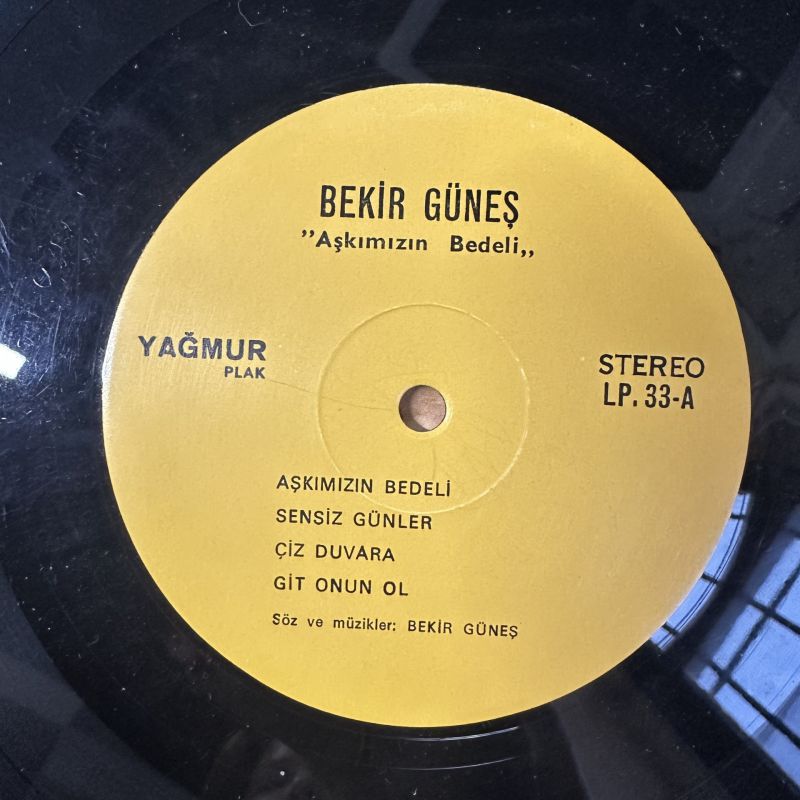 BEKİR GÜNEŞ
”Aşkımızın Bedeli„
YAĞMUR
PLAK
STEREO
LP. 33-A
AŞKIMIZIN BEDELİ
SENSİZ GÜNLER
ÇİZ DUVARA
GİT ONUN OL
Söz ve müzikler: BEKİR GÜNEŞ